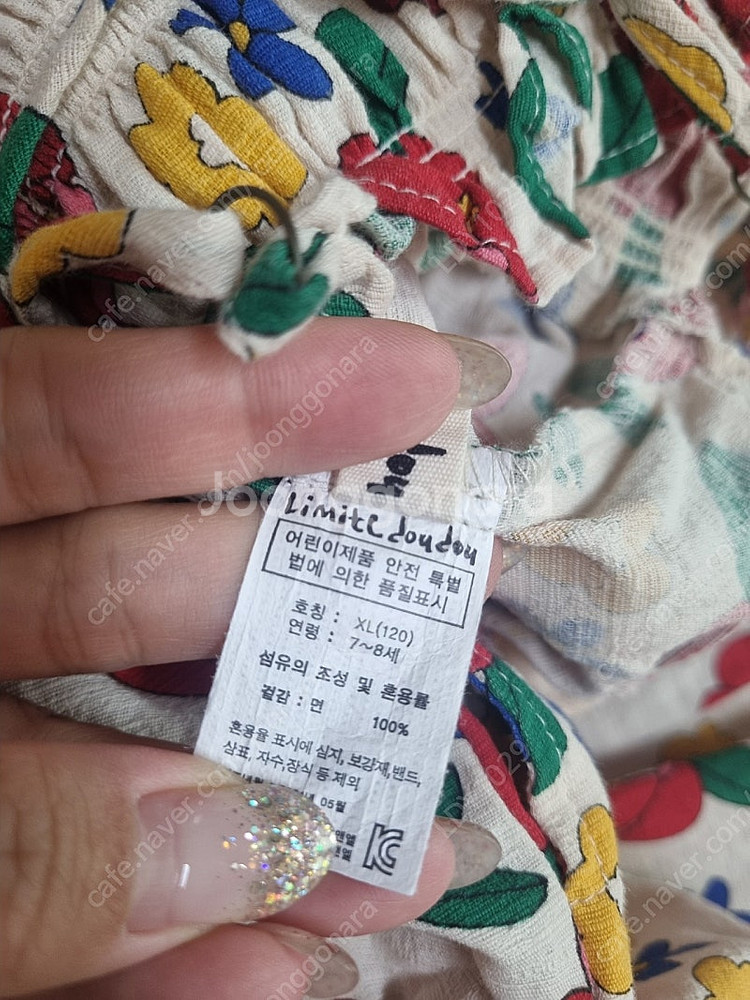 Limite doudou
어린이제품 안전 특별
법에 의한 품질표시
호칭 : XL(120)
연령 : 7~8세
섬유의 조성 및 혼용률
겉감 : 면 100%
혼용율 표시에 심지, 보강재,밴드,
상표, 자수,장식 등 제외
05월
Joonggonara
cafe.naver.com/joonggonara